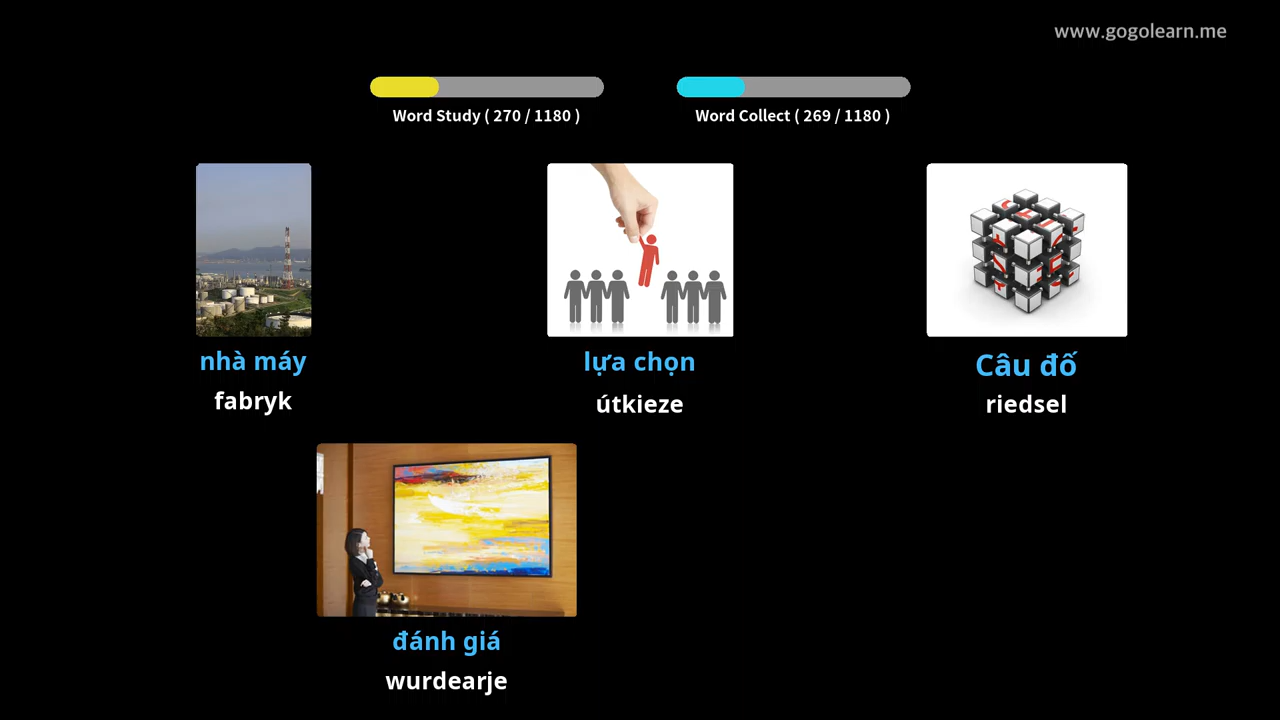 www.gogolearn.me
Word Study ( 270 / 1180 )
Word Collect ( 269 / 1180 )
nhà máy
lựa chọn
Câu đố
fabryk
útkieze
riedsel
đánh giá
wurdearje